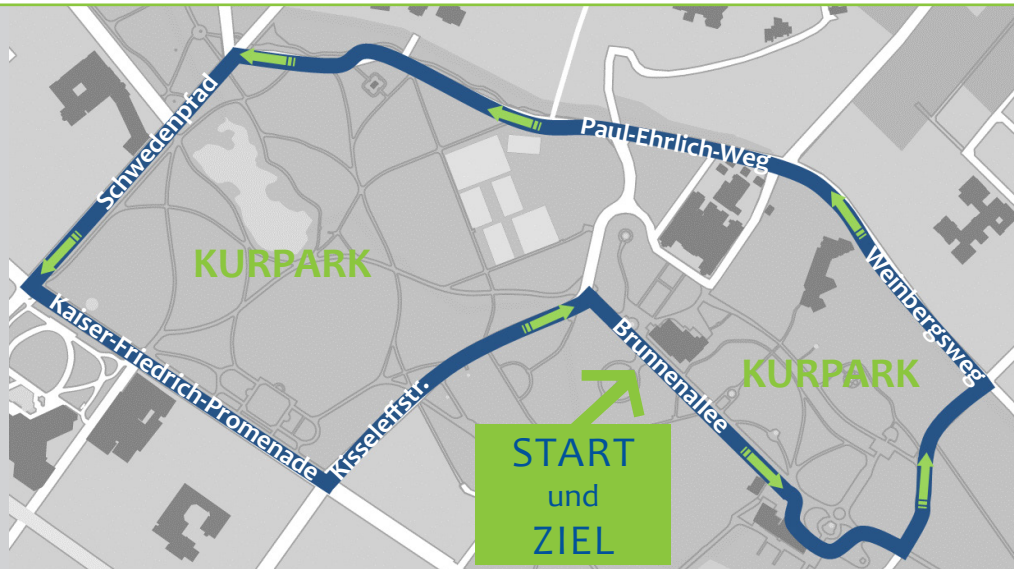 Paul-Ehrlich-Weg
Schwedenpfad
KURPARK
Weinbergsweg
Kaiser-Friedrich-Promenade
Kisseleffstr.
Brunnenallee
KURPARK
START
und
ZIEL